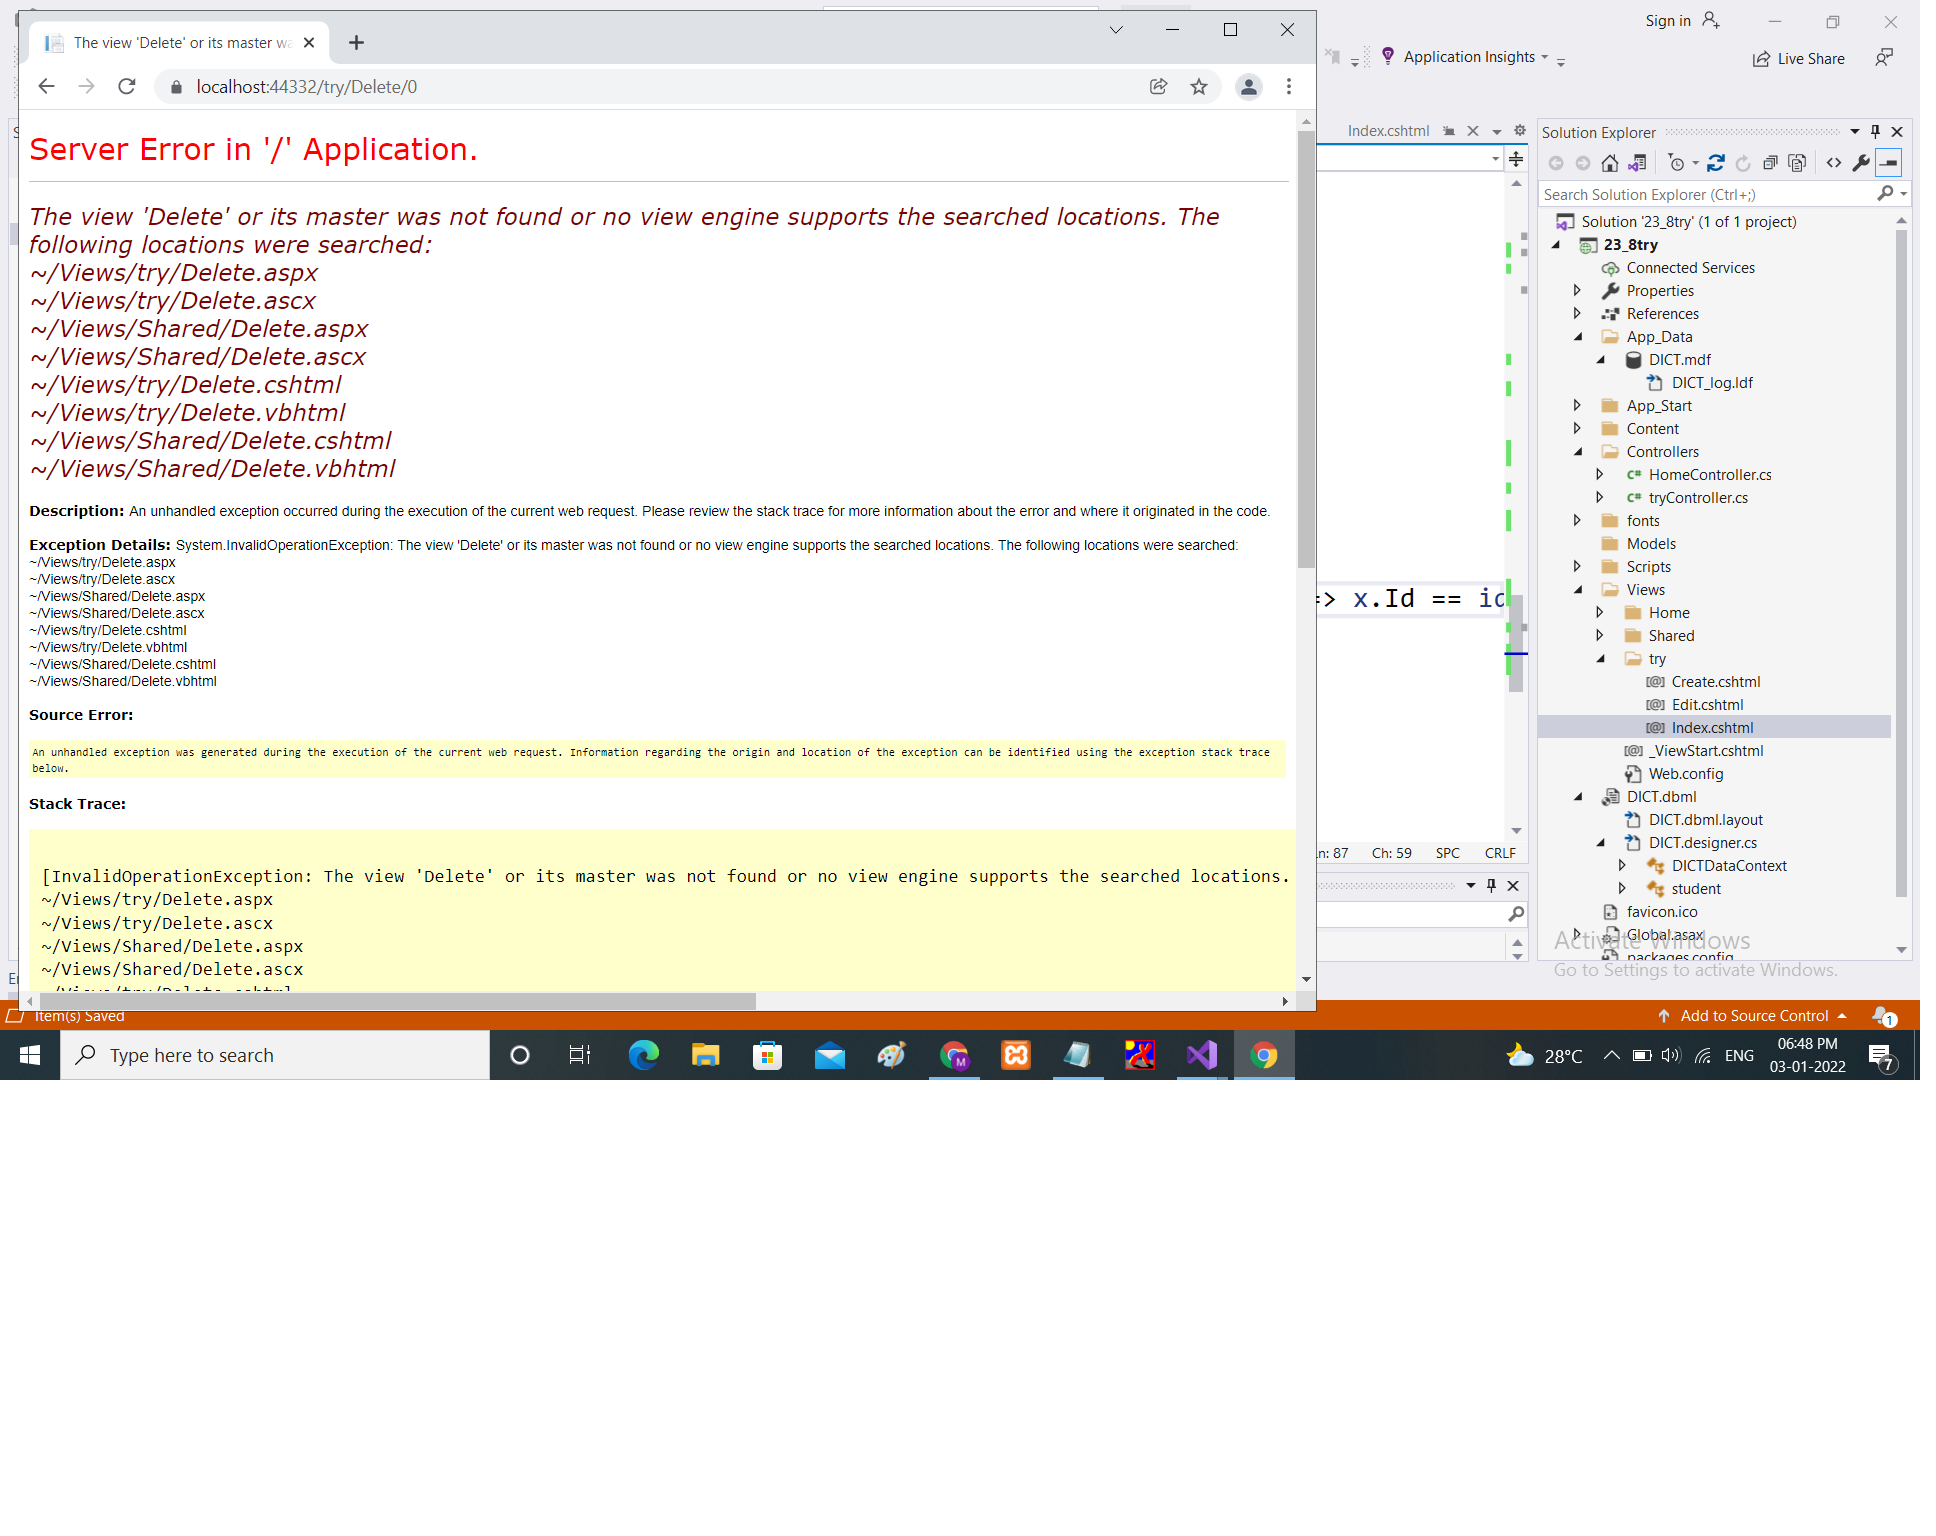 The view 'Delete' or its master wa
localhost:44332/try/Delete/0
Server Error in '/' Application.
The view 'Delete' or its master was not found or no view engine supports the searched locations. The
following locations were searched:
~/Views/try/Delete.aspx
~/Views/try/Delete.ascx
~/Views/Shared/Delete.aspx
~/Views/Shared/Delete.ascx
~/Views/try/Delete.cshtml
~/Views/try/Delete.vbhtml
~/Views/Shared/Delete.cshtml
~/Views/Shared/Delete.vbhtml
Description: An unhandled exception occurred during the execution of the current web request. Please review the stack trace for more information about the error and where it originated in the code.
Exception Details: System.InvalidOperationException: The view 'Delete' or its master was not found or no view engine supports the searched locations. The following locations were searched:
~/Views/try/Delete.aspx
~/Views/try/Delete.ascx
~/Views/Shared/Delete.aspx
~/Views/Shared/Delete.ascx
~/Views/try/Delete.cshtml
~/Views/try/Delete.vbhtml
~/Views/Shared/Delete.cshtml
~/Views/Shared/Delete.vbhtml
Source Error:
An unhandled exception was generated during the execution of the current web request. Information regarding the origin and location of the exception can be identified using the exception stack trace
below.
Stack Trace:
[InvalidOperationException: The view 'Delete' or its master was not found or no view engine supports the searched locations.
~/Views/try/Delete.aspx
~/Views/try/Delete.ascx
~/Views/Shared/Delete.aspx
~/Views/Shared/Delete.ascx
~/Views/try/Delete.cshtml
Sign in
Application Insights
Live Share
Index.cshtml
=> x.Id == id
Ln: 87 Ch: 59 SPC CRLF
Solution Explorer
Search Solution Explorer (Ctrl+;)
Solution '23_8try' (1 of 1 project)
23_8try
Connected Services
Properties
References
App_Data
DICT.mdf
DICT_log.ldf
App_Start
Content
Controllers
C# HomeController.cs
C# tryController.cs
fonts
Models
Scripts
Views
Home
Shared
try
[@] Create.cshtml
[@] Edit.cshtml
[@] Index.cshtml
[@] _ViewStart.cshtml
Web.config
DICT.dbml
DICT.dbml.layout
DICT.designer.cs
DICTDataContext
student
favicon.ico
Global.asax
packages.config
Activate Windows
Go to Settings to activate Windows.
Item(s) Saved
Add to Source Control
1
Type here to search
M
28°C
ENG
06:48 PM
03-01-2022
7